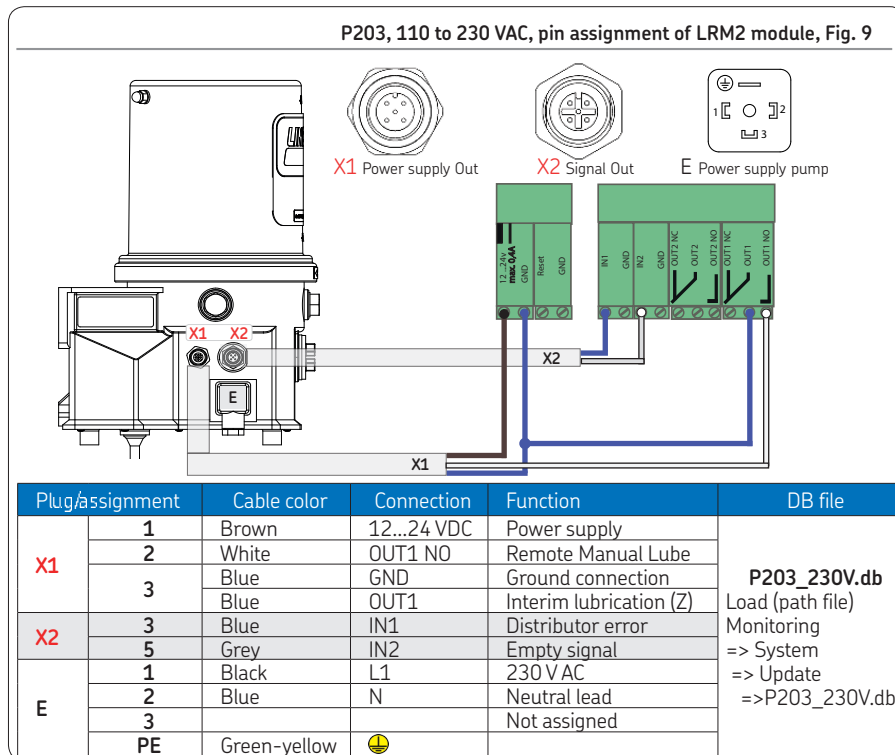 P203, 110 to 230 VAC, pin assignment of LRM2 module, Fig. 9
X1 Power supply Out
X2 Signal Out
E Power supply pump
1
2
3
12...24v
max. 0,4A
GND
Reset
GND
IN1
GND
IN2
GND
OUT2 NC
OUT2
OUT2 NO
OUT1 NC
OUT1
OUT1 NO
X1 X2
E
X2
X1
Plug/assignment Cable color Connection Function DB file
X1 1 Brown 12...24 VDC Power supply
2 White OUT1 NO Remote Manual Lube
3 Blue GND Ground connection
Blue OUT1 Interim lubrication (Z)
X2 3 Blue IN1 Distributor error
5 Grey IN2 Empty signal
E 1 Black L1 230 V AC
2 Blue N Neutral lead
3 Not assigned
PE Green-yellow
P203_230V.db
Load (path file)
Monitoring
=> System
=> Update
=>P203_230V.db